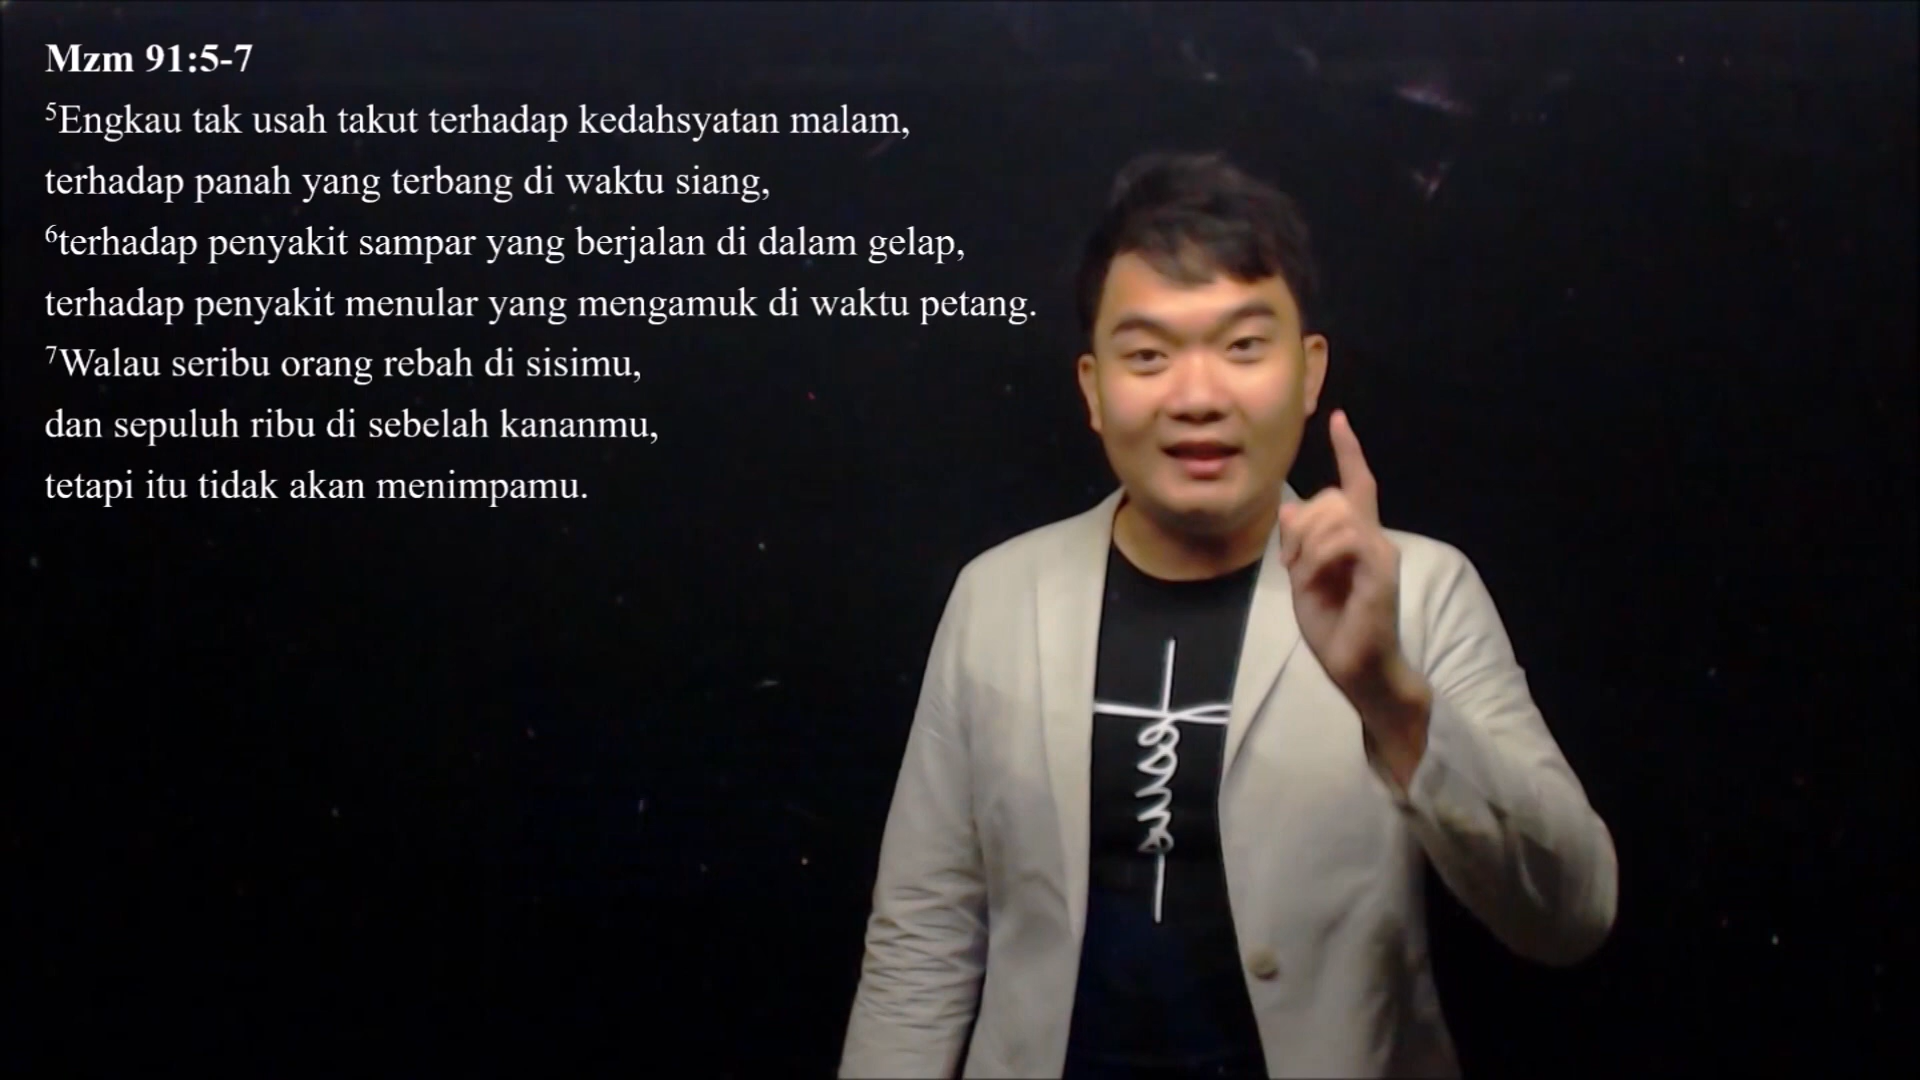 Mzm 91:5-7
⁵Engkau tak usah takut terhadap kedahsyatan malam,
terhadap panah yang terbang di waktu siang,
⁶terhadap penyakit sampar yang berjalan di dalam gelap,
terhadap penyakit menular yang mengamuk di waktu petang.
⁷Walau seribu orang rebah di sisimu,
dan sepuluh ribu di sebelah kananmu,
tetapi itu tidak akan menimpamu.